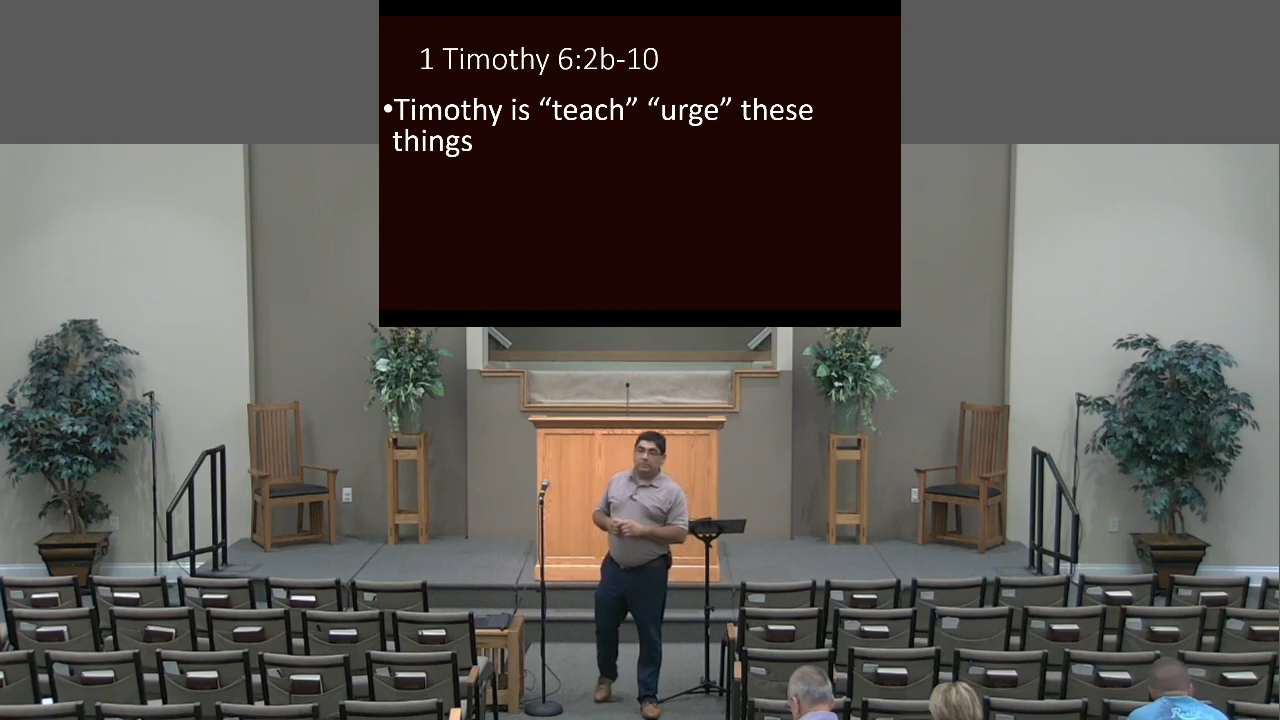 1 Timothy 6:2b-10
•Timothy is “teach” “urge” these
things